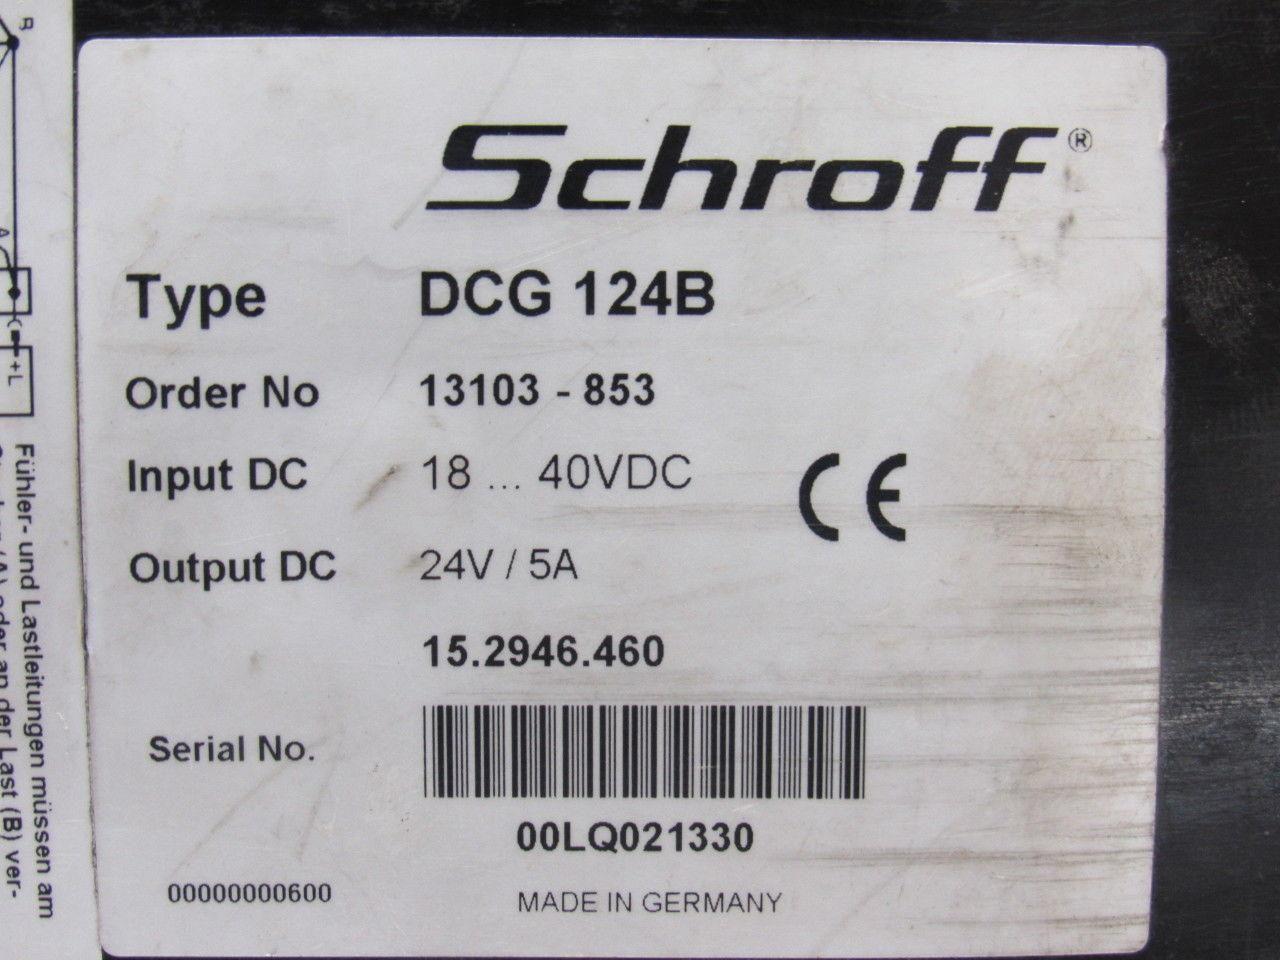 Schroff®
Type DCG 124B
Order No 13103 - 853
Input DC 18 ... 40VDC
CE
Output DC 24V / 5A
15.2946.460
Serial No.
00LQ021330
00000000600
MADE IN GERMANY
B
A
+L
Fühler- und Lastleitungen müssen am
(A) oder an der Last (B) ver-